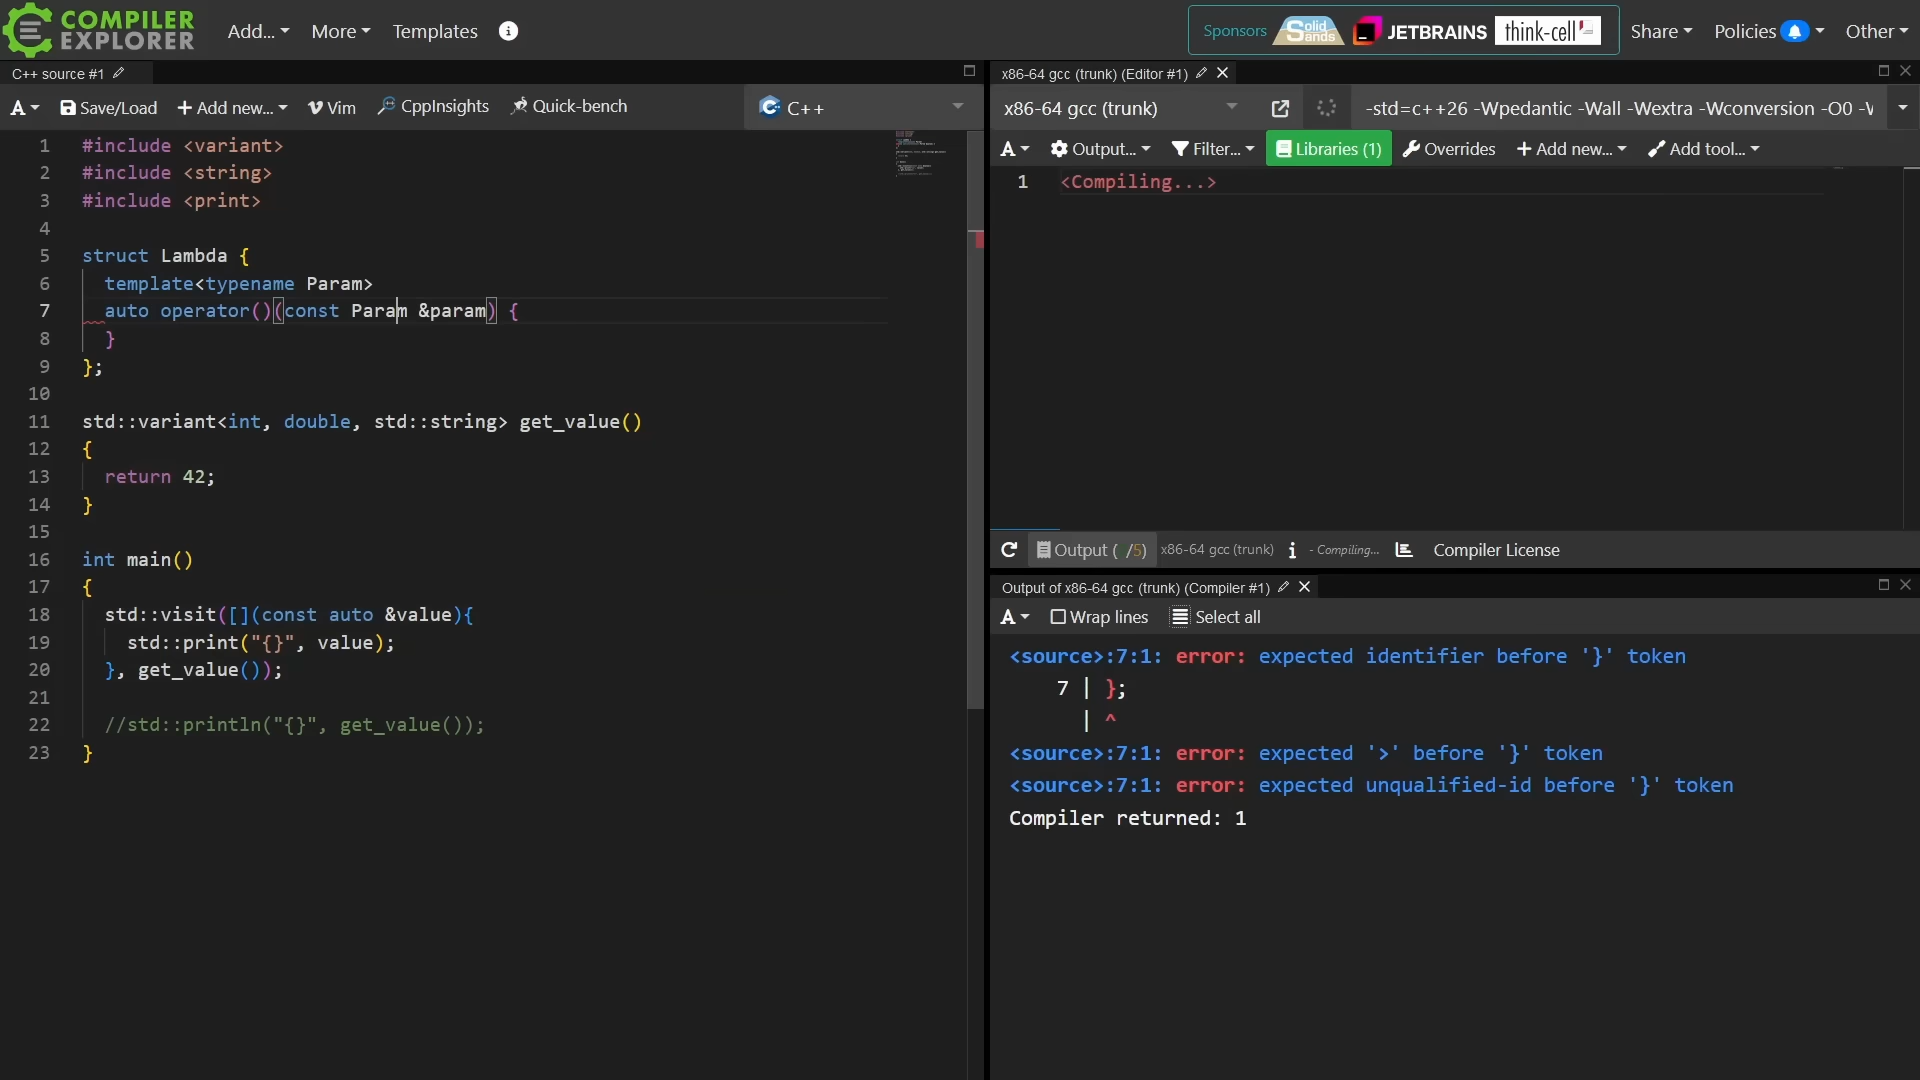 COMPILER
EXPLORER
Add...
More
Templates
Sponsors
Solid
Sands
JETBRAINS
think-cell
Share
Policies
Other
C++ source #1
Save/Load
Add new...
Vim
CppInsights
Quick-bench
C++
1 #include <variant>
2 #include <string>
3 #include <print>
4
5 struct Lambda {
6 template<typename Param>
7 auto operator()(const Param &param) {
8 }
9 };
10
11 std::variant<int, double, std::string> get_value()
12 {
13 return 42;
14 }
15
16 int main()
17 {
18 std::visit([](const auto &value){
19 std::print("{}", value);
20 }, get_value());
21
22 //std::println("{}", get_value());
23 }
x86-64 gcc (trunk) (Editor #1)
x86-64 gcc (trunk)
-std=c++26 -Wpedantic -Wall -Wextra -Wconversion -O0
A
Output...
Filter...
Libraries (1)
Overrides
+ Add new...
Add tool...
1 <Compiling...>
Output ( /5)
x86-64 gcc (trunk)
- Compiling...
Compiler License
Output of x86-64 gcc (trunk) (Compiler #1)
A
Wrap lines
Select all
<source>:7:1: error: expected identifier before '}' token
7 | };
| ^
<source>:7:1: error: expected '>' before '}' token
<source>:7:1: error: expected unqualified-id before '}' token
Compiler returned: 1